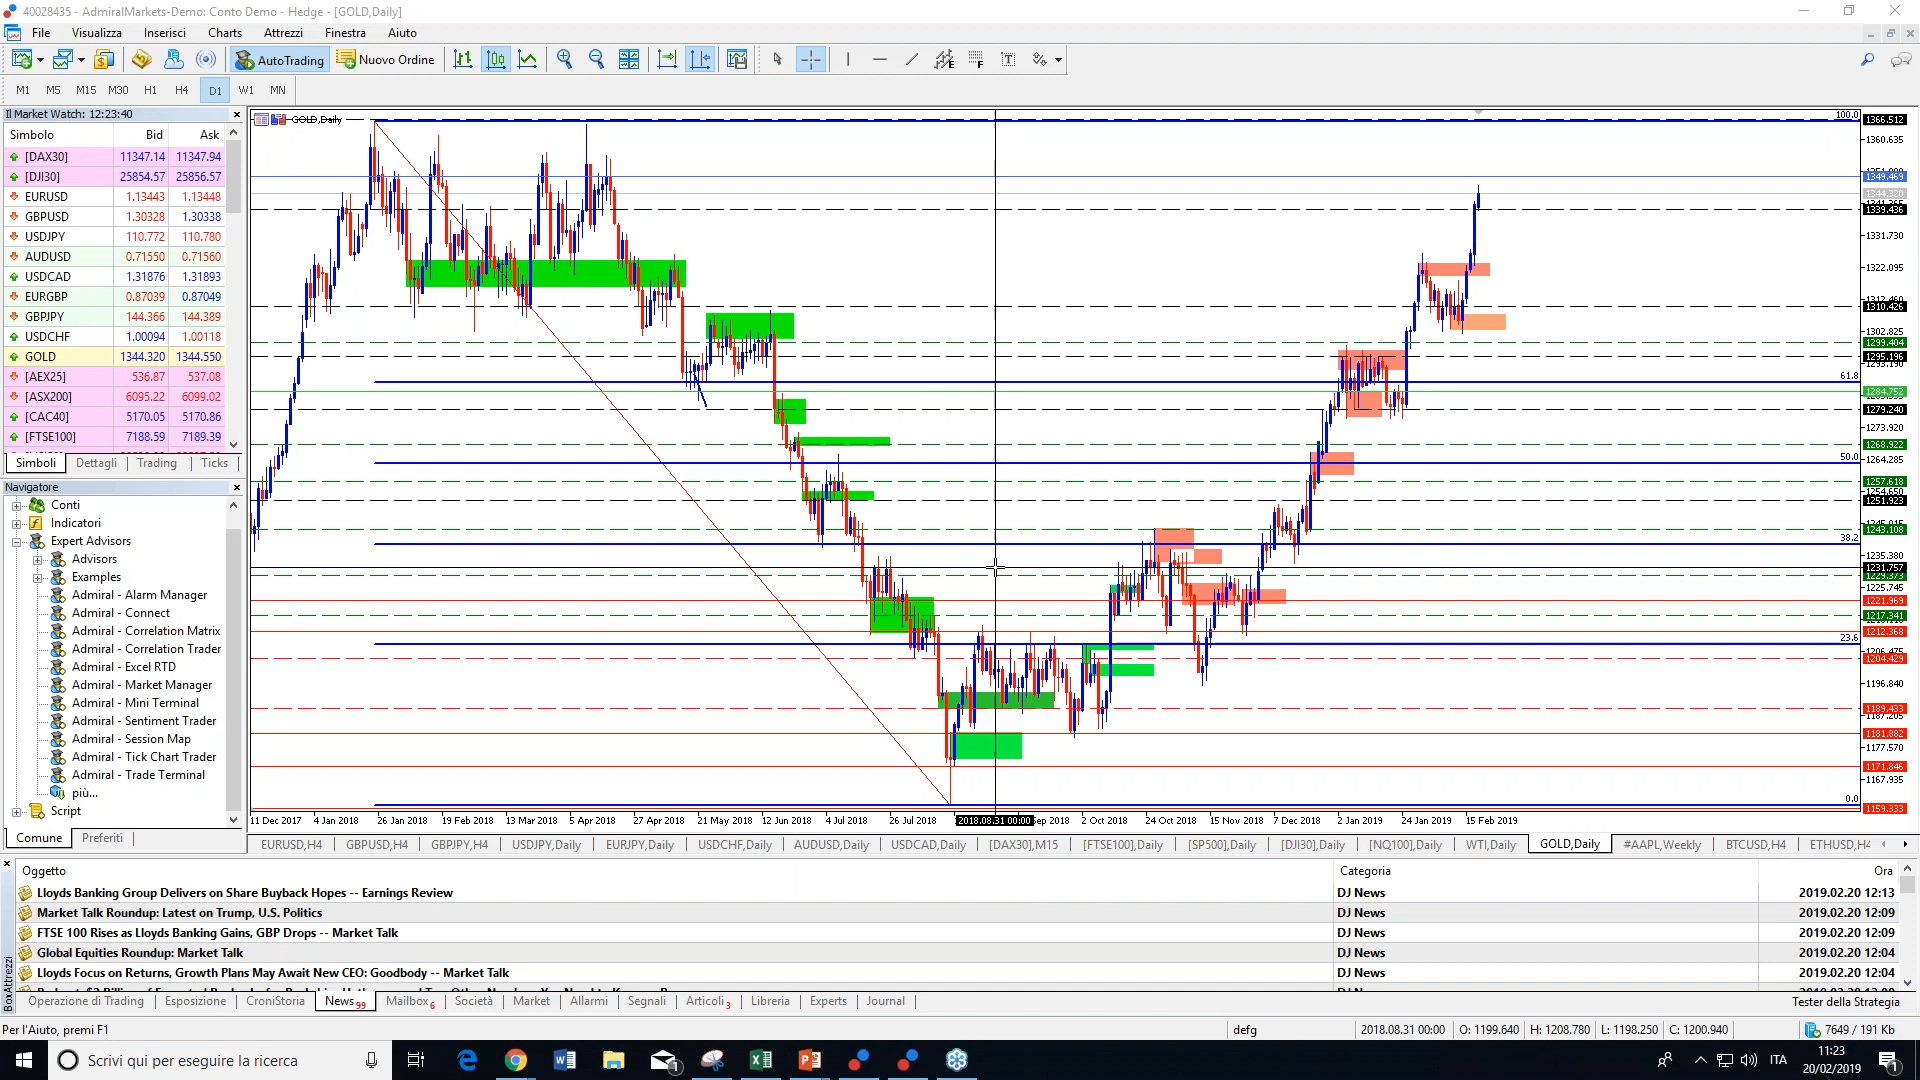 40028435 - AdmiralMarkets-Demo: Conto Demo - Hedge - [GOLD,Daily]
File Visualizza Inserisci Charts Attrezzi Finestra Aiuto
AutoTrading Nuovo Ordine
M1 M5 M15 M30 H1 H4 D1 W1 MN
Il Market Watch: 12:23:40
Simbolo Bid Ask
[DAX30] 11347.14 11347.94
[DJI30] 25854.57 25856.57
EURUSD 1.13443 1.13448
GBPUSD 1.30328 1.30338
USDJPY 110.772 110.780
AUDUSD 0.71550 0.71560
USDCAD 1.31876 1.31893
EURGBP 0.87039 0.87049
GBPJPY 144.366 144.389
USDCHF 1.00094 1.00118
GOLD 1344.320 1344.550
[AEX25] 536.87 537.08
[ASX200] 6095.22 6099.02
[CAC40] 5170.05 5170.86
[FTSE100] 7188.59 7189.39
Simboli Dettagli Trading Ticks
Navigatore
Conti
Indicatori
Expert Advisors
Advisors
Examples
Admiral - Alarm Manager
Admiral - Connect
Admiral - Correlation Matrix
Admiral - Correlation Trader
Admiral - Excel RTD
Admiral - Market Manager
Admiral - Mini Terminal
Admiral - Sentiment Trader
Admiral - Session Map
Admiral - Tick Chart Trader
Admiral - Trade Terminal
più...
Script
Comune Preferiti
GOLD,Daily
100.0
61.8
50.0
38.2
23.6
0.0
1366.512
1360.635
1349.469
1344.320
1339.436
1331.730
1322.095
1310.426
1302.825
1299.404
1295.196
1284.752
1279.240
1273.920
1268.922
1264.285
1257.618
1251.923
1243.108
1235.380
1231.757
1229.373
1225.745
1221.969
1217.341
1212.368
1204.429
1196.840
1189.433
1187.205
1181.882
1177.570
1171.846
1167.935
1159.333
11 Dec 2017 4 Jan 2018 26 Jan 2018 19 Feb 2018 13 Mar 2018 5 Apr 2018 27 Apr 2018 21 May 2018 12 Jun 2018 4 Jul 2018 26 Jul 2018 2018.08.31 00:00 Sep 2018 2 Oct 2018 24 Oct 2018 15 Nov 2018 7 Dec 2018 2 Jan 2019 24 Jan 2019 15 Feb 2019
EURUSD,H4 GBPUSD,H4 GBPJPY,H4 USDJPY,Daily EURJPY,Daily USDCHF,Daily AUDUSD,Daily USDCAD,Daily [DAX30],M15 [FTSE100],Daily [SP500],Daily [DJI30],Daily [NQ100],Daily WTI,Daily GOLD,Daily #AAPL,Weekly BTCUSD,H4 ETHUSD,H4
Oggetto Categoria Ora
Lloyds Banking Group Delivers on Share Buyback Hopes -- Earnings Review DJ News 2019.02.20 12:13
Market Talk Roundup: Latest on Trump, U.S. Politics DJ News 2019.02.20 12:09
FTSE 100 Rises as Lloyds Banking Gains, GBP Drops -- Market Talk DJ News 2019.02.20 12:09
Global Equities Roundup: Market Talk DJ News 2019.02.20 12:04
Lloyds Focus on Returns, Growth Plans May Await New CEO: Goodbody -- Market Talk DJ News 2019.02.20 12:04
BoxAttrezzi
Operazione di Trading Esposizione CroniStoria News 99 Mailbox 6 Società Market Allarmi Segnali Articoli 3 Libreria Experts Journal Tester della Strategia
Per l'Aiuto, premi F1 defg 2018.08.31 00:00 O: 1199.640 H: 1208.780 L: 1198.250 C: 1200.940 7649 / 191 Kb
Scrivi qui per eseguire la ricerca
1
ITA
11:23
20/02/2019
1